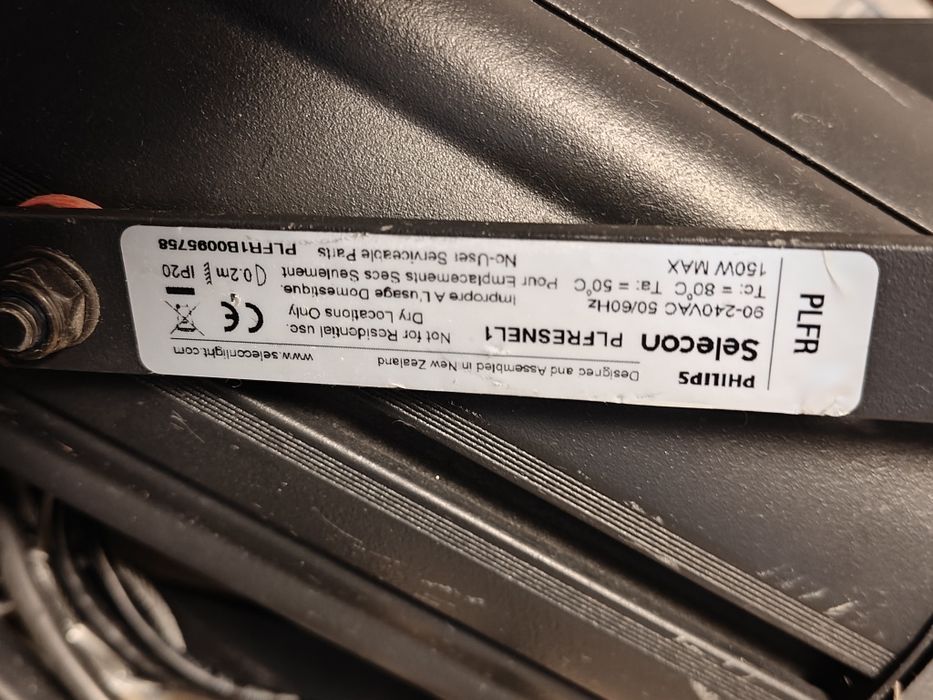 PLFR
PHILIPS
Selecon PLFRESNEL1
90-240VAC 50/60Hz
Tc: = 80°C Ta: = 50°C
150W MAX
Designed and Assembled in New Zealand
www.seleconlight.com
Not for Residential use.
Dry Locations Only
Impropre A L'usage Domestique.
Pour Emplacements Secs Seulement
No-User Serviceable Parts
CE
0.2m IP20
PLFR1B0095758